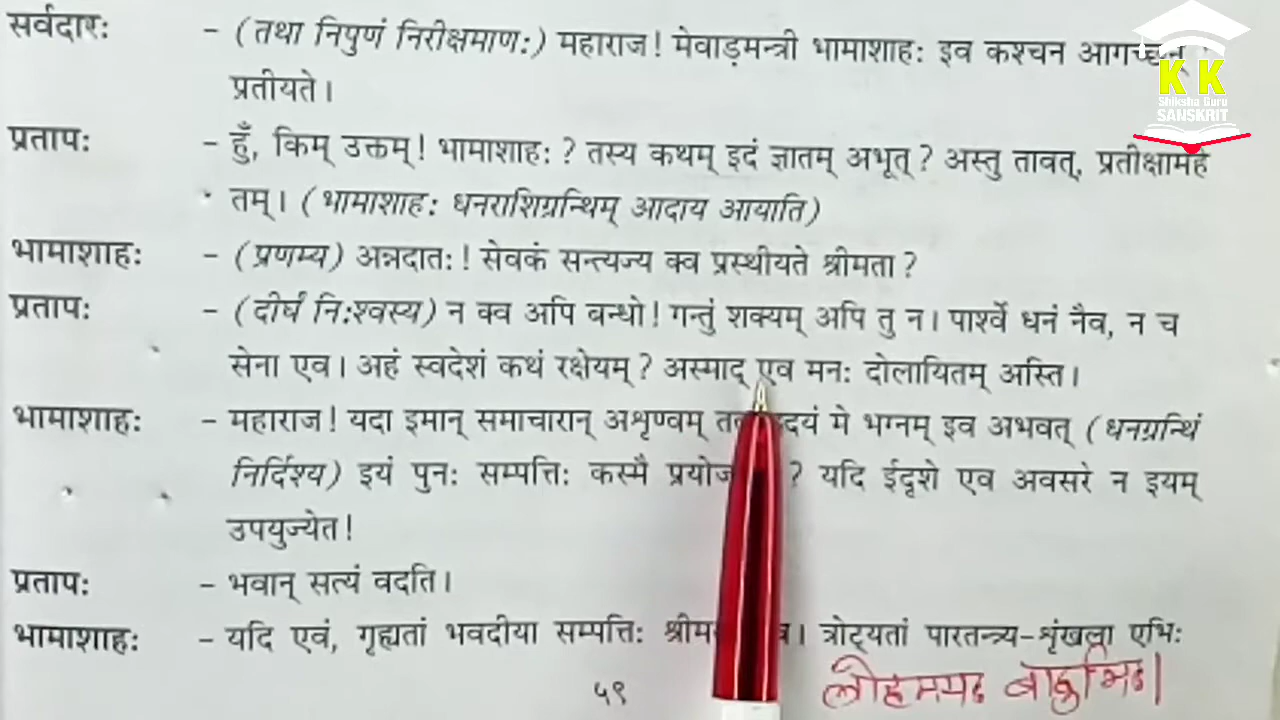 K K
Shiksha Guru
SANSKRIT
सर्वदारः - (तथा निपुणं निरीक्षमाणः) महाराज! मेवाड़मन्त्री भामाशाहः इव कश्चन आगच्छन्
प्रतीयते।
प्रतापः - हुँ, किम् उक्तम्! भामाशाहः? तस्य कथम् इदं ज्ञातम् अभूत्? अस्तु तावत्, प्रतीक्षामहे
तम्। (भामाशाहः धनराशिग्रन्थिम् आदाय आयाति)
भामाशाहः - (प्रणम्य) अन्नदातः! सेवकं सन्त्यज्य क्व प्रस्थीयते श्रीमता?
प्रतापः - (दीर्घं निःश्वस्य) न क्व अपि बन्धो! गन्तुं शक्यम् अपि तु न। पार्श्वे धनं नैव, न च
सेना एव। अहं स्वदेशं कथं रक्षेयम्? अस्माद् एव मनः दोलायितम् अस्ति।
भामाशाहः - महाराज! यदा इमान् समाचारान् अशृण्वम् मे भग्नम् इव अभवत् (धनग्रन्थिं
निर्दिश्य) इयं पुनः सम्पत्तिः कस्मै ? यदि ईदृशे एव अवसरे न इयम्
उपयुज्येत!
प्रतापः - भवान् सत्यं वदति।
भामाशाहः - यदि एवं, गृह्यतां भवदीया सम्पत्तिः । त्रोट्यतां पारतन्त्र्य-शृंखला एभिः
५९ लौहमयैः बाहुभिः।